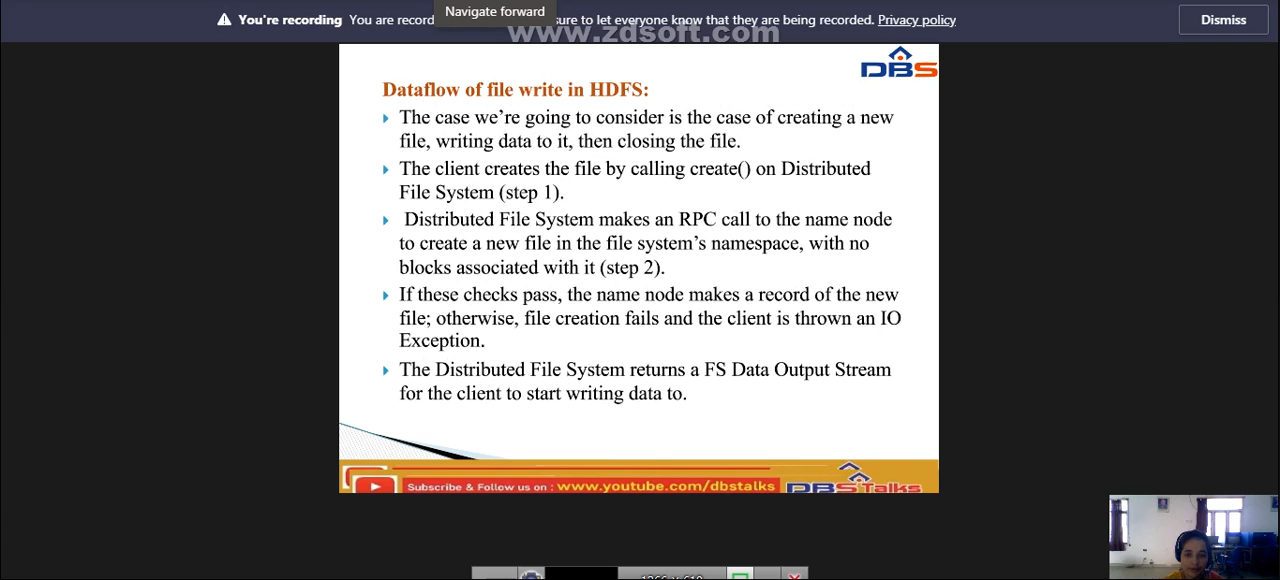 Navigate forward
You're recording You are record sure to let everyone know that they are being recorded. Privacy policy
Dismiss
www.zdsoft.com
DBS
Dataflow of file write in HDFS:
The case we're going to consider is the case of creating a new
file, writing data to it, then closing the file.
The client creates the file by calling create() on Distributed
File System (step 1).
Distributed File System makes an RPC call to the name node
to create a new file in the file system's namespace, with no
blocks associated with it (step 2).
If these checks pass, the name node makes a record of the new
file; otherwise, file creation fails and the client is thrown an IO
Exception.
The Distributed File System returns a FS Data Output Stream
for the client to start writing data to.
Subscribe & Follow us on : www.youtube.com/dbstalks
DBSTalks